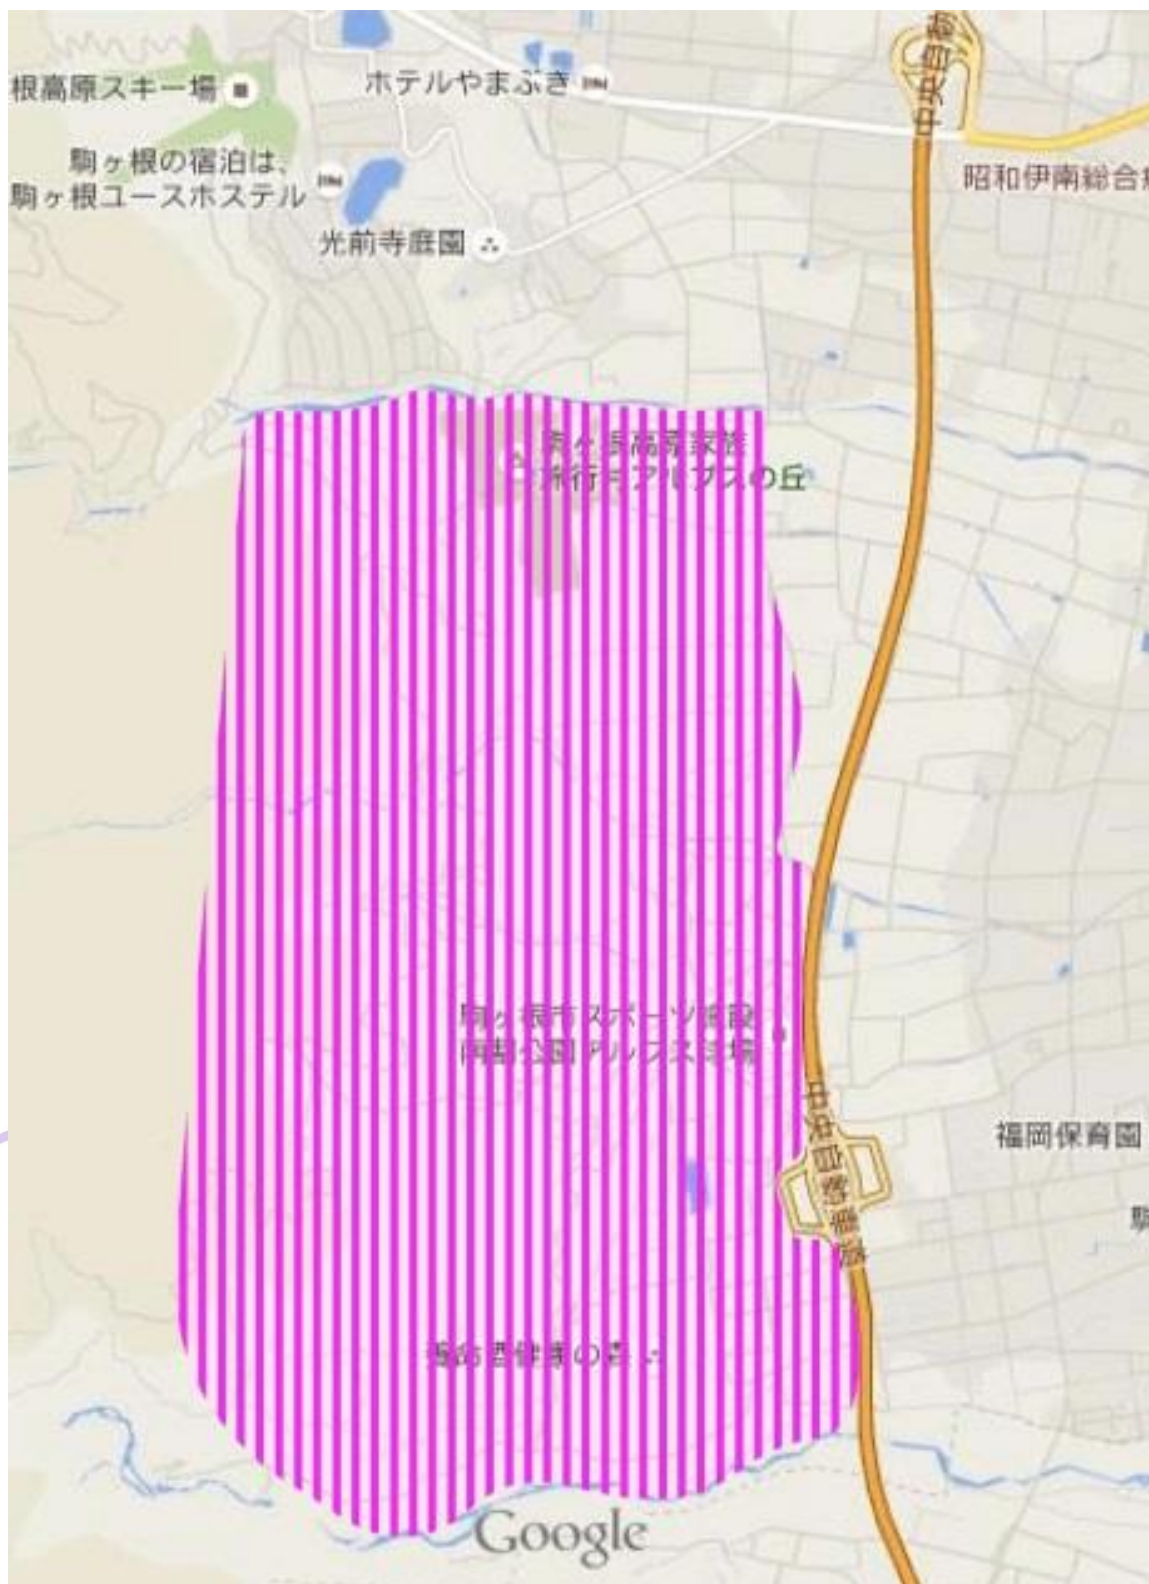 根高原スキー場
ホテルやまぶき
中央自動
駒ヶ根の宿泊は、
駒ヶ根ユースホステル
昭和伊南総合
光前寺庭園
駒ヶ根高原家族
旅行村アルプスの丘
駒ヶ根市スポーツ施設
南割公園アルプス球場
中央自動車道
福岡保育園
駒
養命酒健康の森
Google